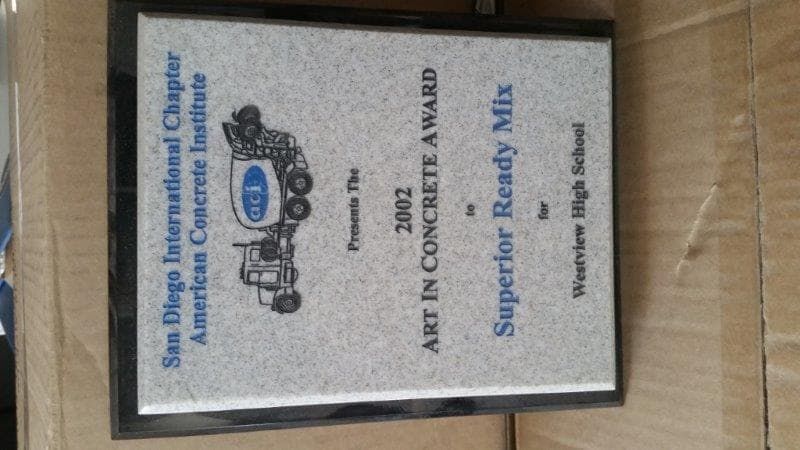 San Diego International Chapter
American Concrete Institute
aci
Presents The
2002
ART IN CONCRETE AWARD
to
Superior Ready Mix
for
Westview High School